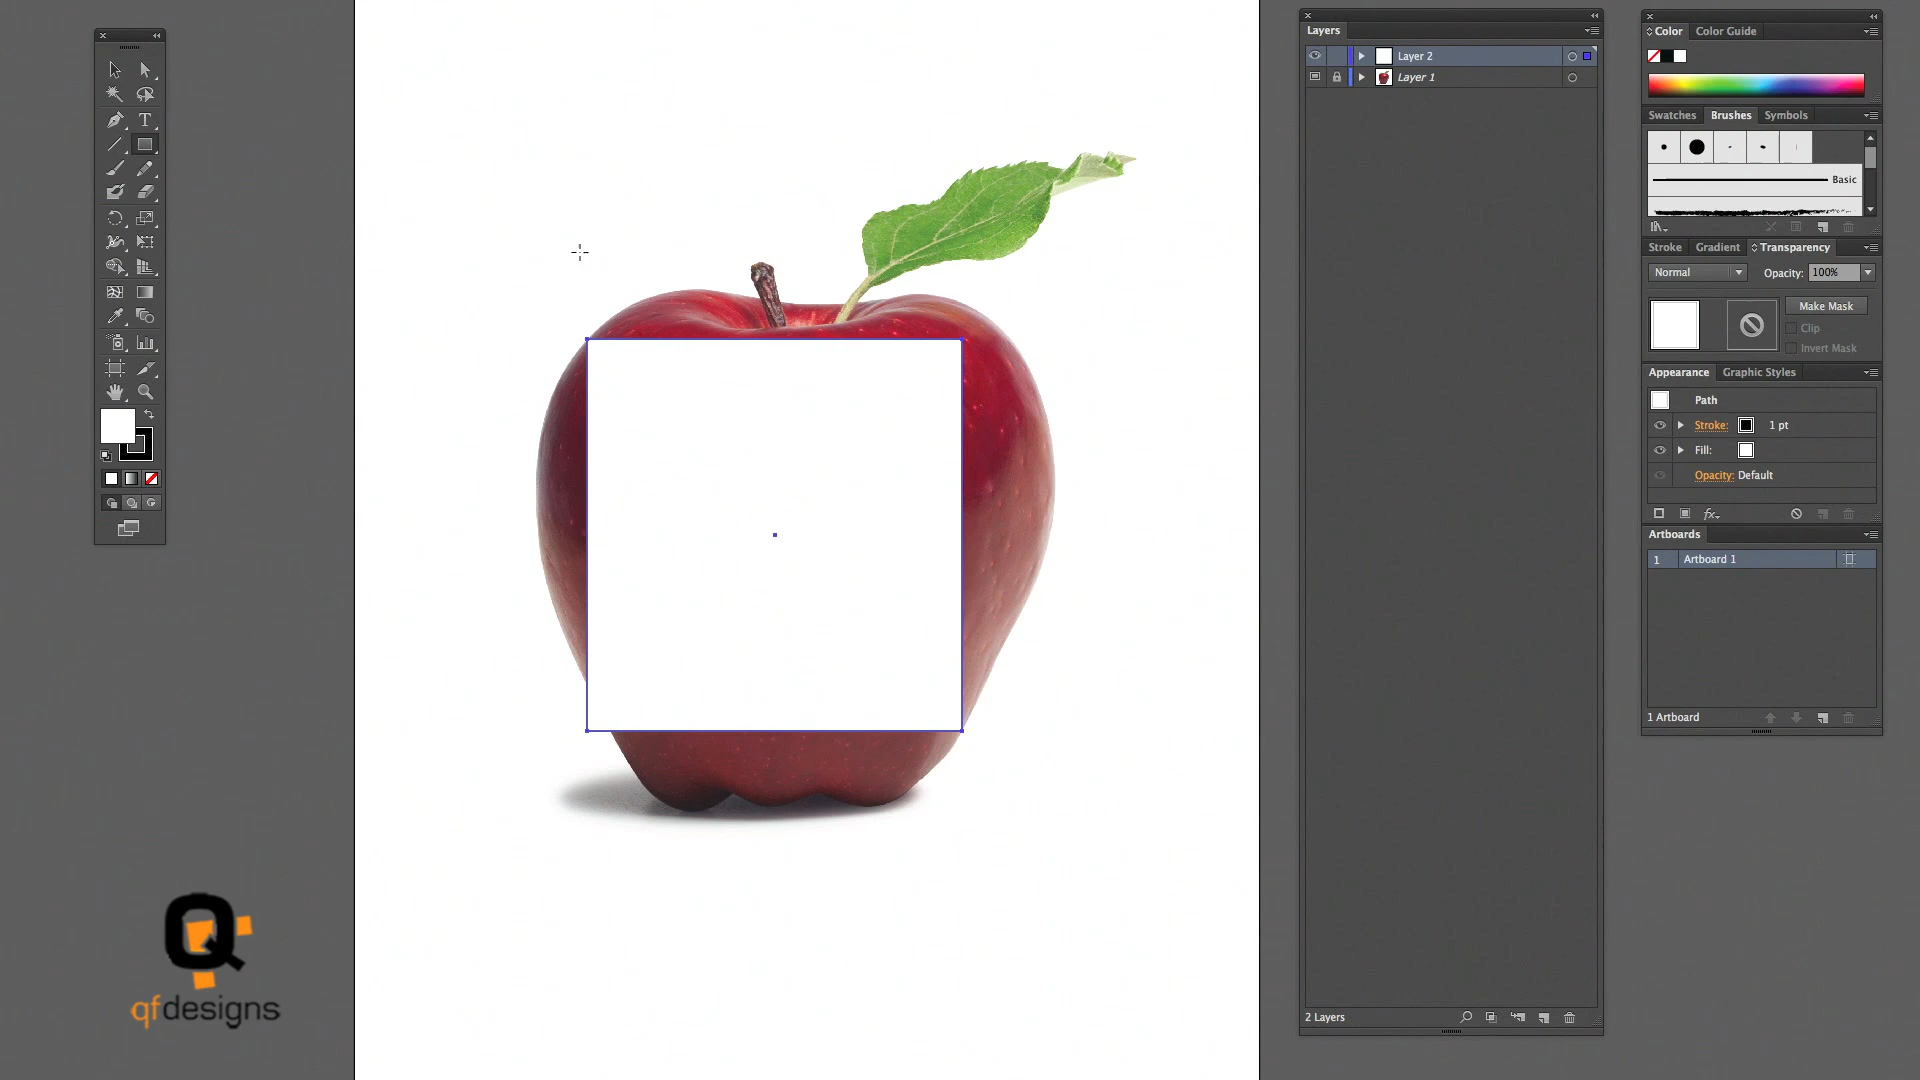 Layers
Layer 2
Layer 1
2 Layers
Color
Color Guide
Swatches
Brushes
Symbols
Basic
Stroke
Gradient
Transparency
Normal
Opacity:
100%
Make Mask
Clip
Invert Mask
Appearance
Graphic Styles
Path
Stroke:
1 pt
Fill:
Opacity: Default
fx
Artboards
1
Artboard 1
1 Artboard
T
Q
qfdesigns